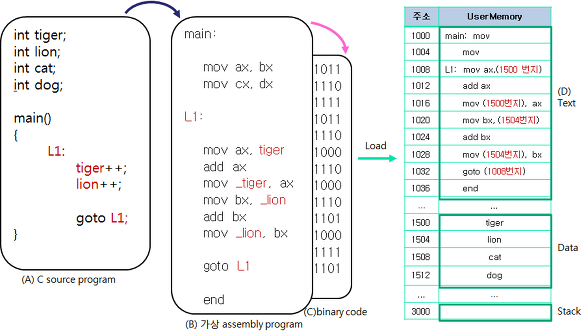 int tiger;
int lion;
int cat;
int dog;
main()
{
L1:
tiger++;
lion++;
goto L1;
}
(A) C source program
main:
mov ax, bx
mov cx, dx
L1:
mov ax, tiger
add ax
mov _tiger, ax
mov bx, _lion
add bx
mov _lion, bx
goto L1
end
(B) 가상 assembly program
1011
1110
1111
1011
1110
1000
1110
1000
1110
1101
1000
1111
1101
(C)binary code
Load
주소 User Memory
1000 main: mov
1004 mov
1008 L1: mov ax,(1500 번지)
1012 add ax
1016 mov (1500번지), ax
1020 mov bx, (1504번지)
1024 add bx
1028 mov (1504번지), bx
1032 goto (1008번지)
1036 end
... ...
1500 tiger
1504 lion
1508 cat
1512 dog
... ...
3000
(D)
Text
Data
Stack